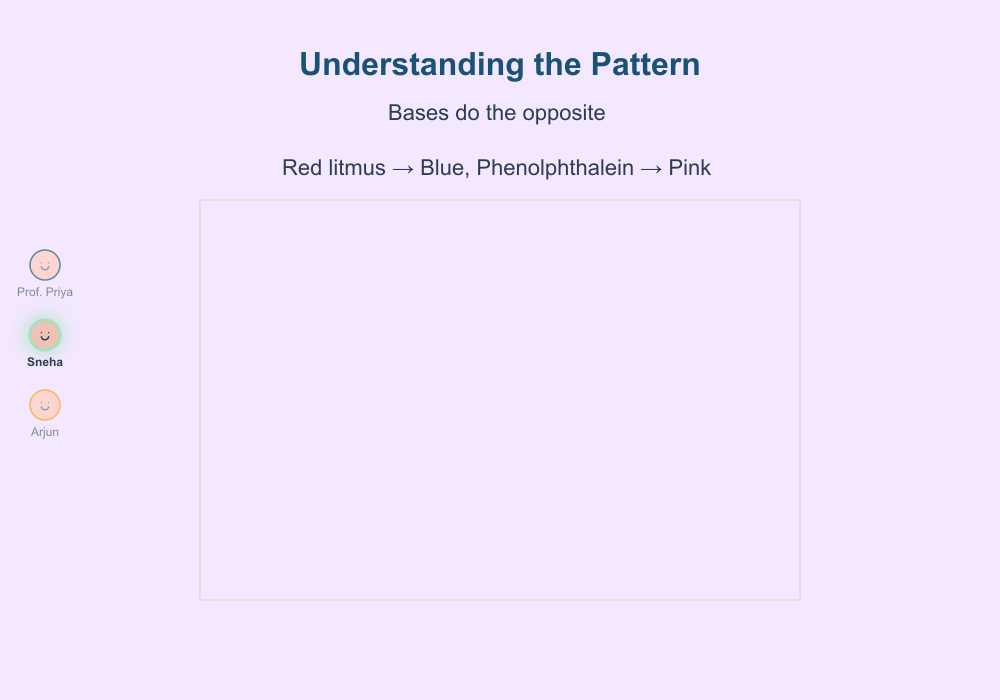 Understanding the Pattern
Bases do the opposite
Red litmus → Blue, Phenolphthalein → Pink
Prof. Priya
Sneha
Arjun